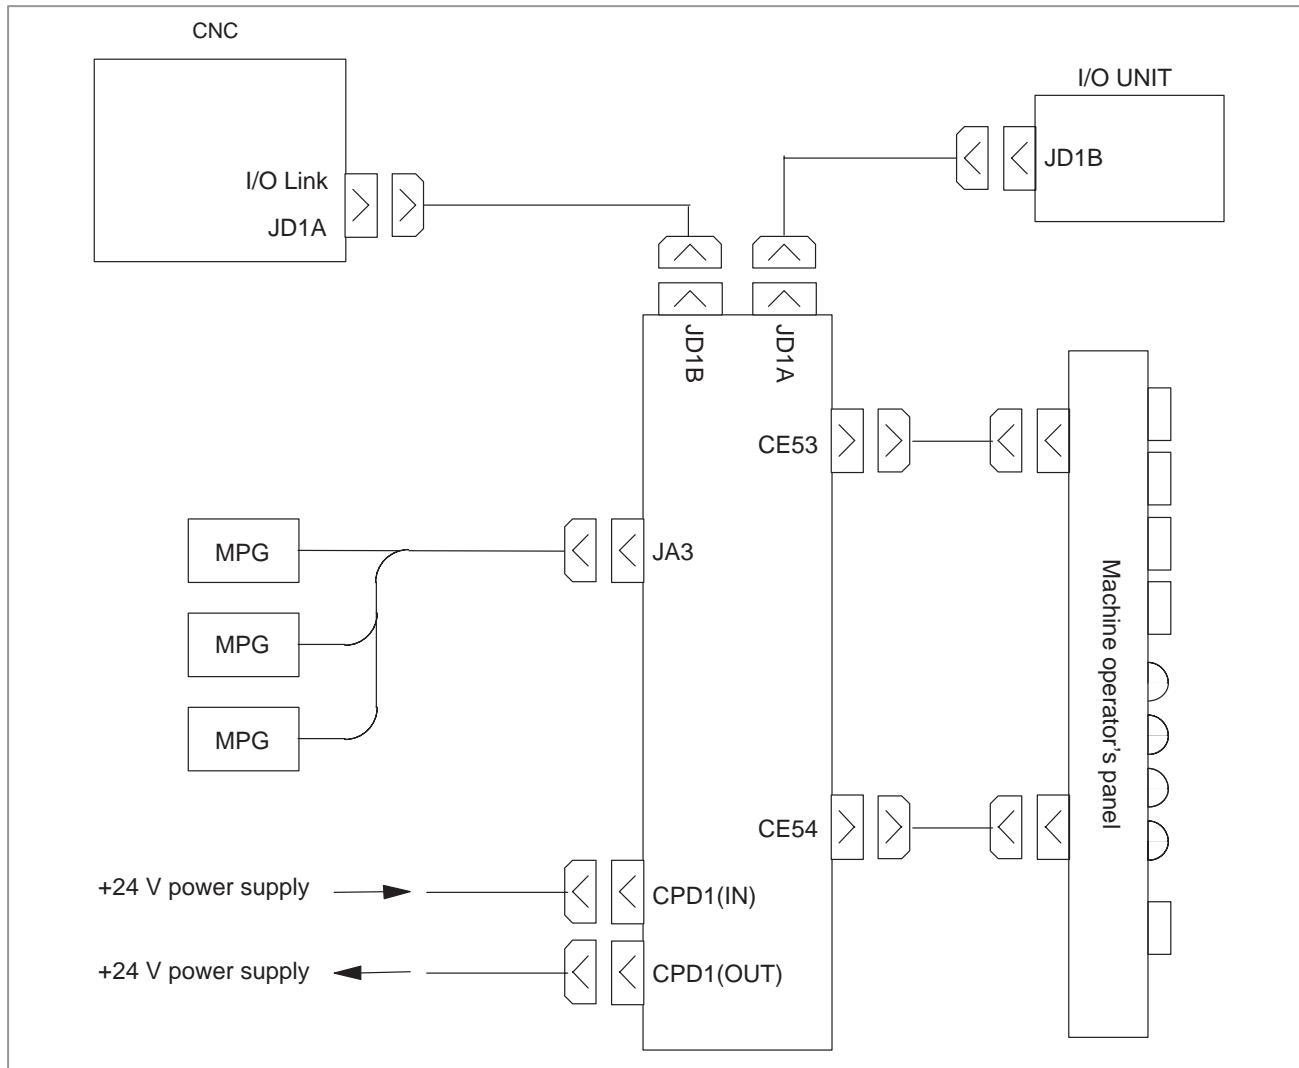 CNC
I/O UNIT
I/O Link
JD1A
JD1B
JD1B
JD1A
CE53
MPG
JA3
MPG
MPG
Machine operator's panel
CE54
+24 V power supply
CPD1(IN)
+24 V power supply
CPD1(OUT)